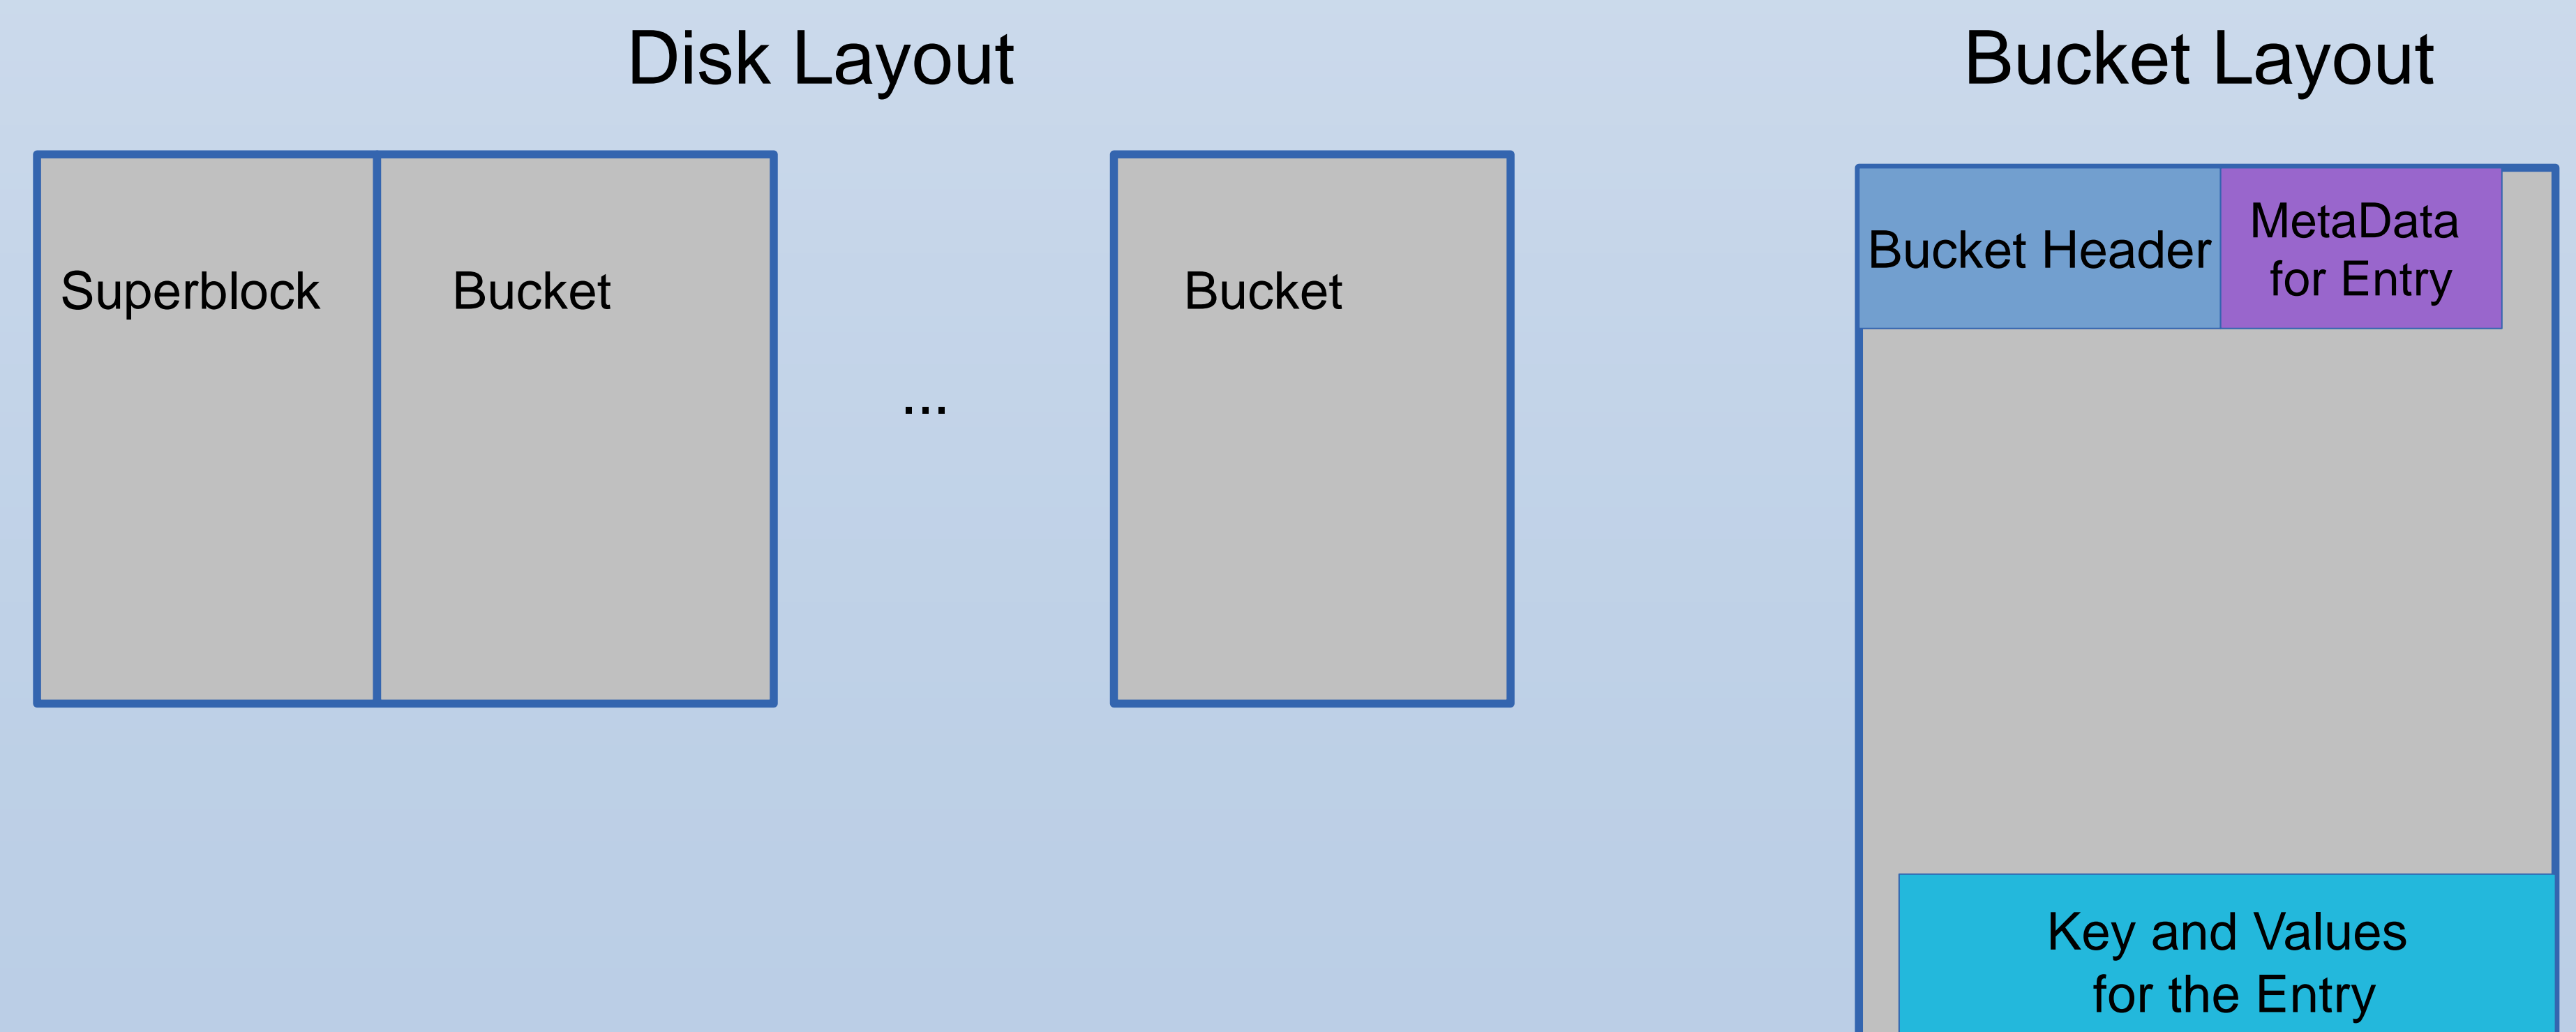 Disk Layout
Superblock
Bucket
...
Bucket
Bucket Layout
Bucket Header
MetaData
for Entry
Key and Values
for the Entry